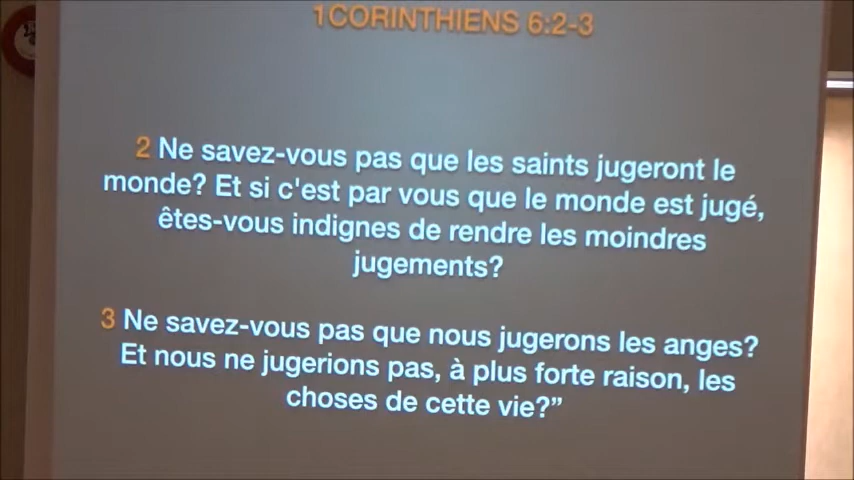 1CORINTHIENS 6:2-3
2 Ne savez-vous pas que les saints jugeront le
monde? Et si c'est par vous que le monde est jugé,
êtes-vous indignes de rendre les moindres
jugements?
3 Ne savez-vous pas que nous jugerons les anges?
Et nous ne jugerions pas, à plus forte raison, les
choses de cette vie?”